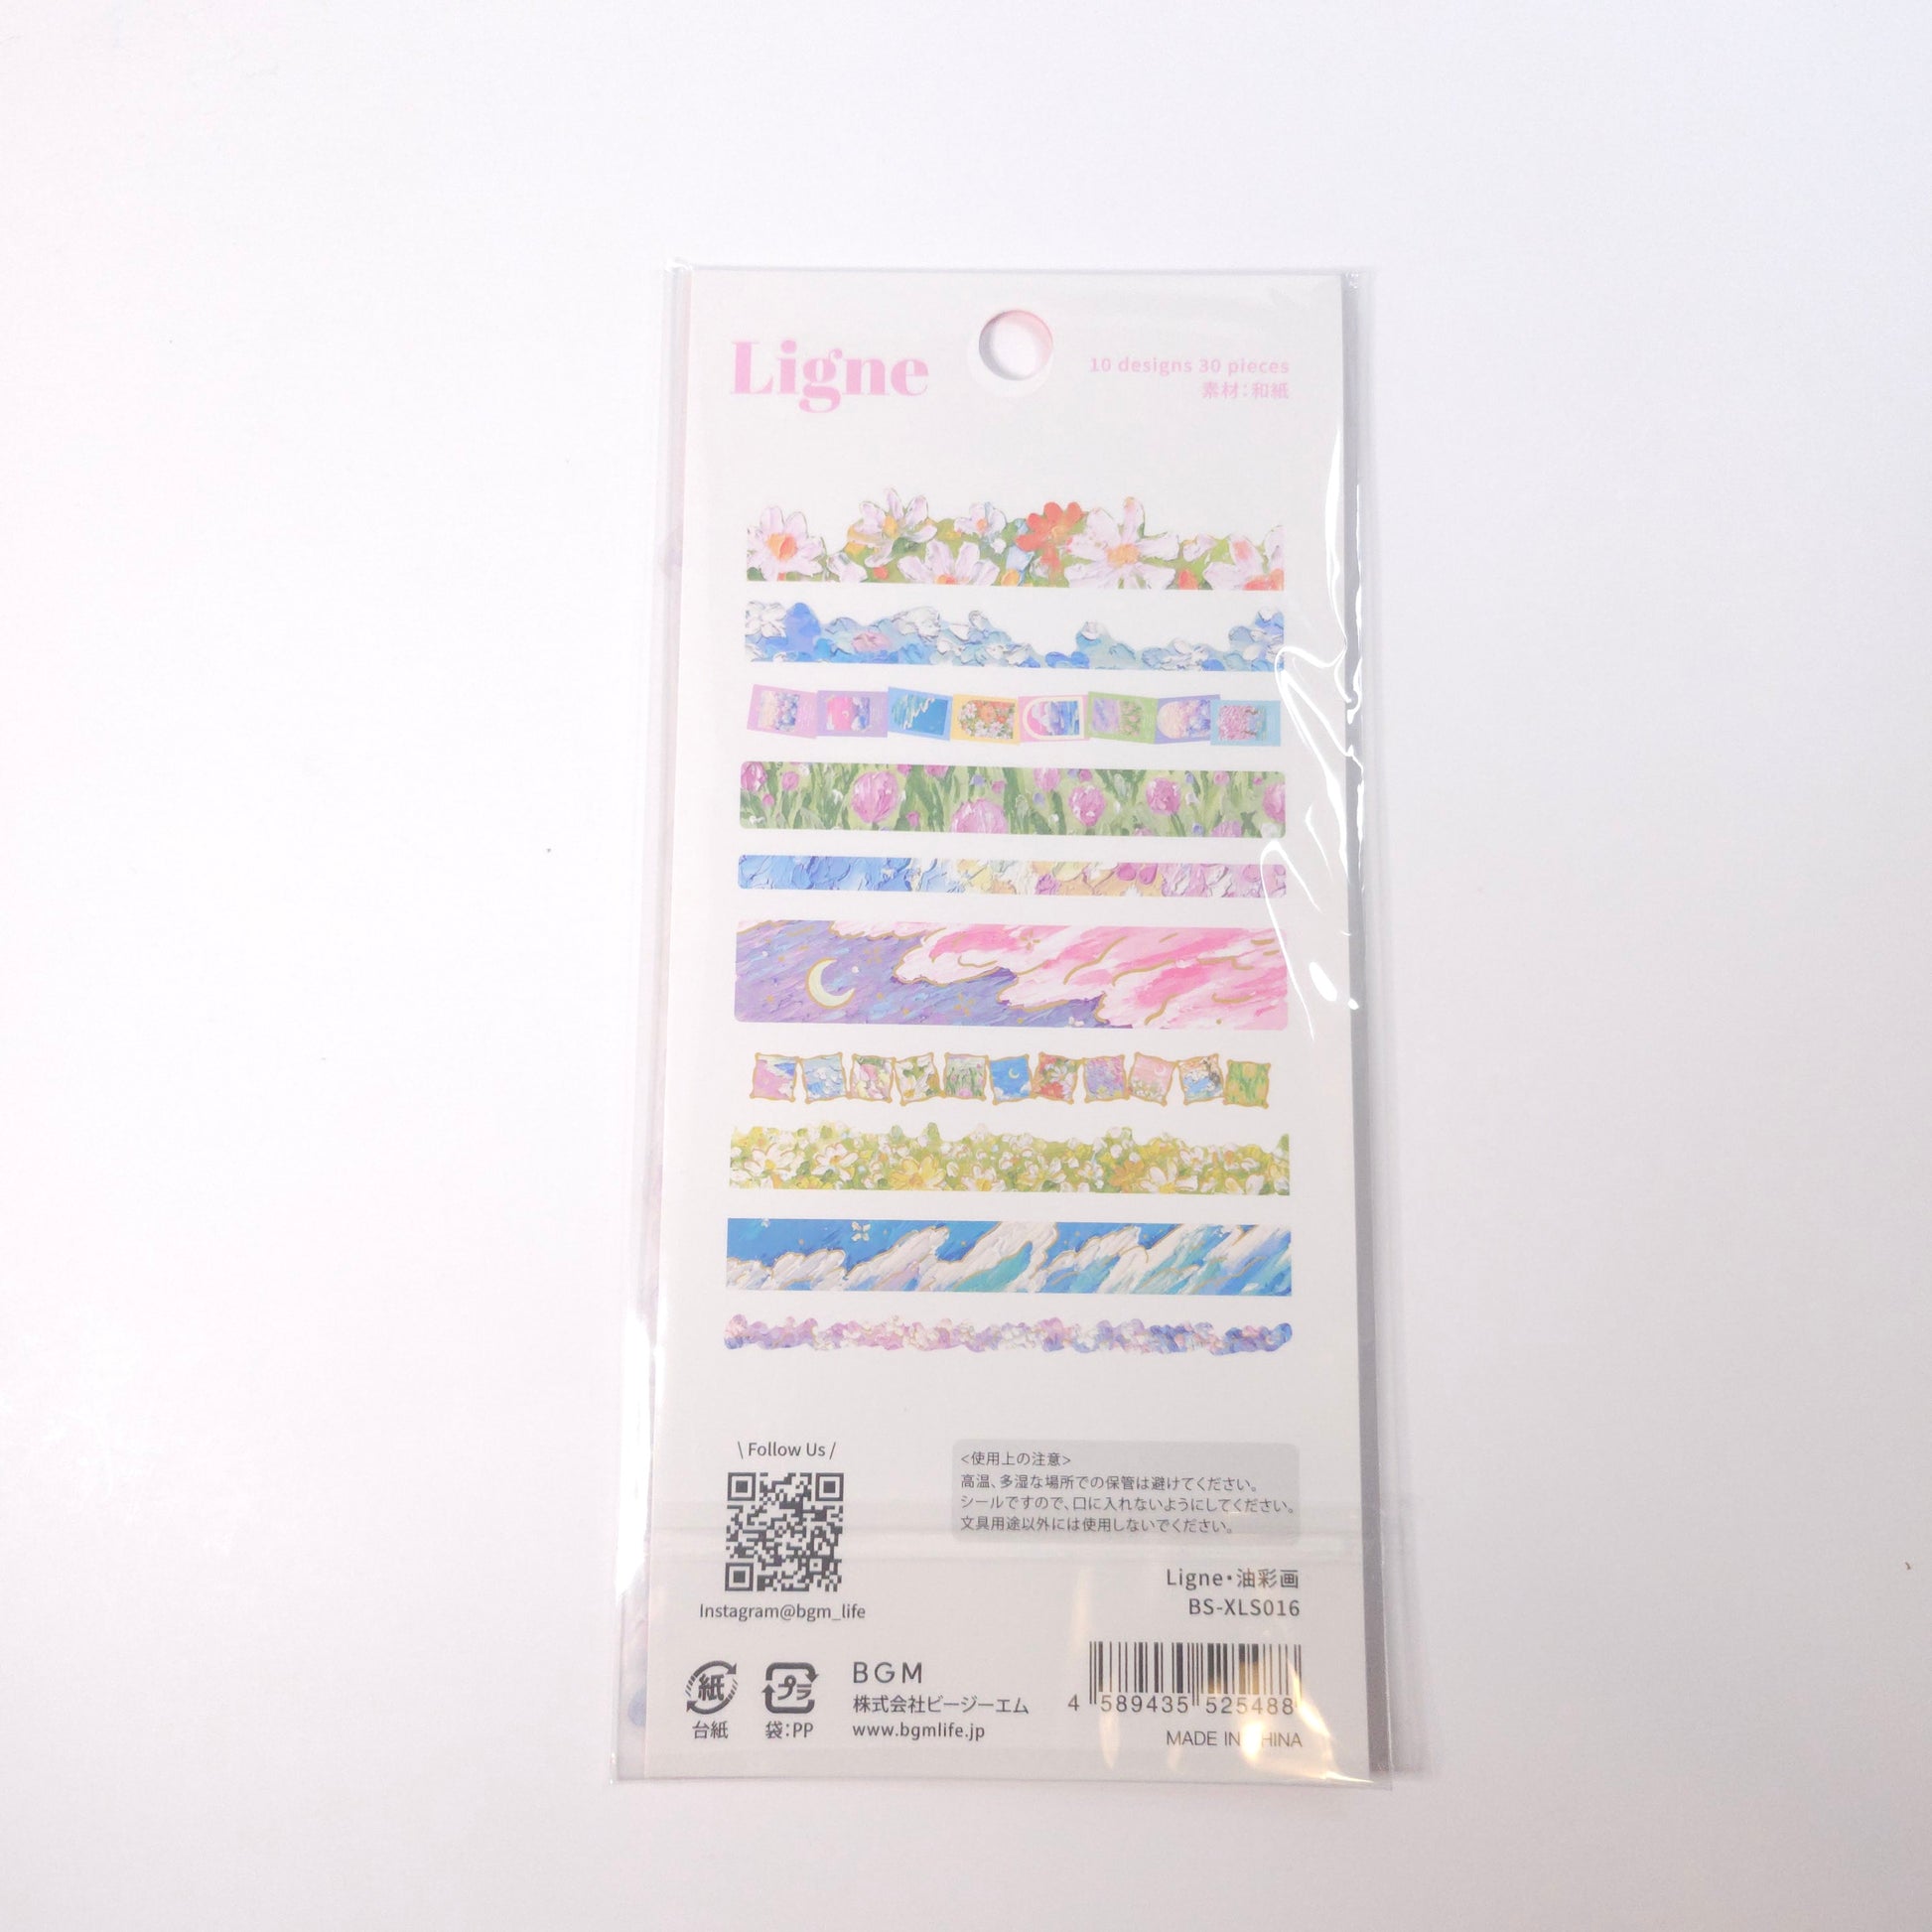 Ligne
10 designs 30 pieces
素材：和紙
\ Follow Us /
Instagram@bgm_life
<使用上の注意>
高温、多湿な場所での保管は避けてください。
シールですので、口に入れないようにしてください。
文具用途以外には使用しないでください。
Ligne・油彩画
BS-XLS016
紙
台紙
プラ
袋：PP
BGM
株式会社ビージーエム
www.bgmlife.jp
4 589435 525488
MADE IN CHINA